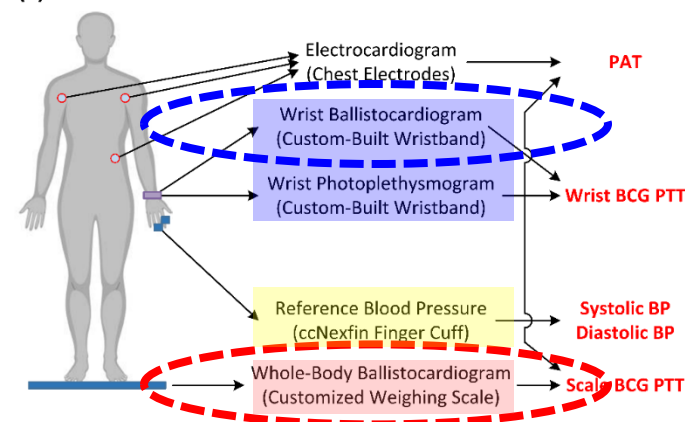 Electrocardiogram
(Chest Electrodes)
PAT
Wrist Ballistocardiogram
(Custom-Built Wristband)
Wrist Photoplethysmogram
(Custom-Built Wristband)
Wrist BCG PTT
Reference Blood Pressure
(ccNexfin Finger Cuff)
Systolic BP
Diastolic BP
Whole-Body Ballistocardiogram
(Customized Weighing Scale)
Scale BCG PTT